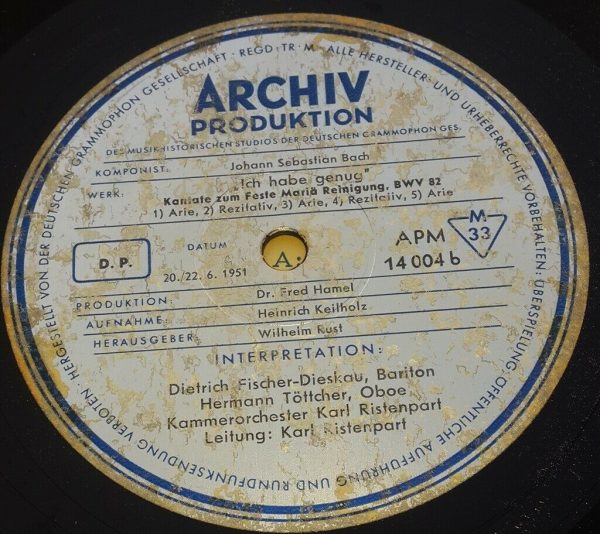 HERGESTELLT VON DER DEUTSCHEN GRAMMOPHON GESELLSCHAFT · REGD · TR · M · ALLE HERSTELLER- UND URHEBERRECHTE VORBEHALTEN: ÜBERSPIELUNG, ÖFFENTLICHE AUFFÜHRUNG UND RUNDFUNKSENDUNG VERBOTEN ·
ARCHIV
PRODUKTION
DES MUSIKHISTORISCHEN STUDIOS DER DEUTSCHEN GRAMMOPHON GES.
KOMPONIST: Johann Sebastian Bach
WERK: "Ich habe genug"
Kantate zum Feste Mariä Reinigung, BWV 82
1) Arie, 2) Rezitativ, 3) Arie, 4) Rezitativ, 5) Arie
D. P.
DATUM
20./22. 6. 1951
A:
APM
14 004 b
M
33
PRODUKTION: Dr. Fred Hamel
AUFNAHME: Heinrich Keilholz
HERAUSGEBER: Wilhelm Rust
INTERPRETATION:
Dietrich Fischer-Dieskau, Bariton
Hermann Töttcher, Oboe
Kammerorchester Karl Ristenpart
Leitung: Karl Ristenpart